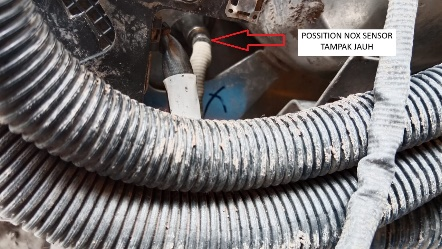 POSSITION NOX SENSOR
TAMPAK JAUH